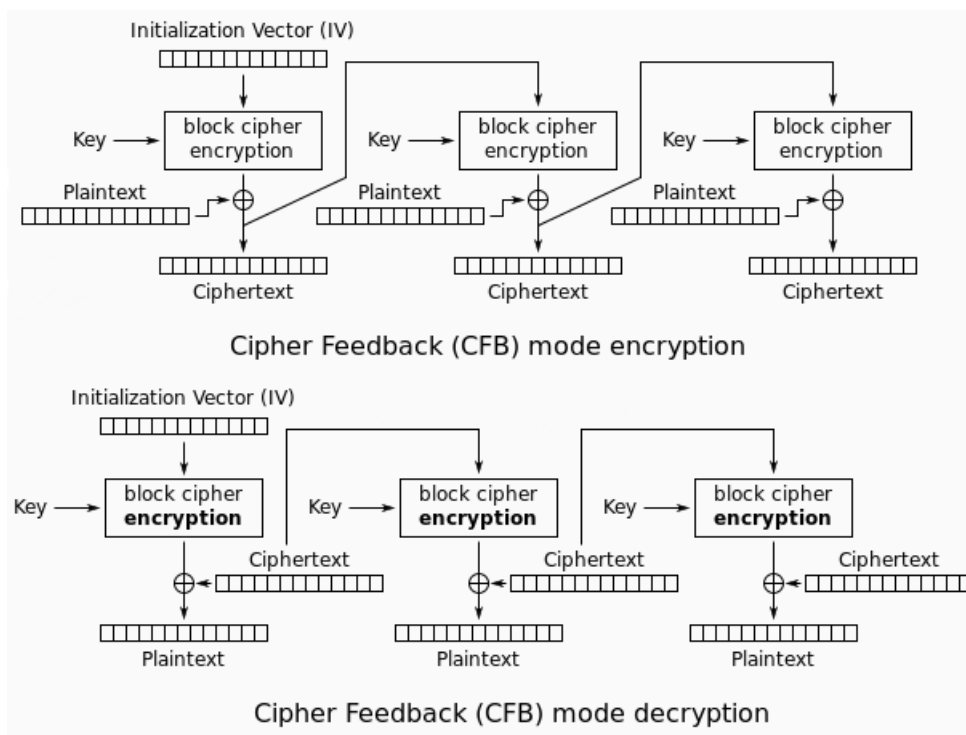 Initialization Vector (IV)
Key
block cipher
encryption
Key
block cipher
encryption
Key
block cipher
encryption
Plaintext
Plaintext
Plaintext
Ciphertext
Ciphertext
Ciphertext
Cipher Feedback (CFB) mode encryption
Initialization Vector (IV)
Key
block cipher
encryption
Key
block cipher
encryption
Key
block cipher
encryption
Ciphertext
Ciphertext
Ciphertext
Plaintext
Plaintext
Plaintext
Cipher Feedback (CFB) mode decryption